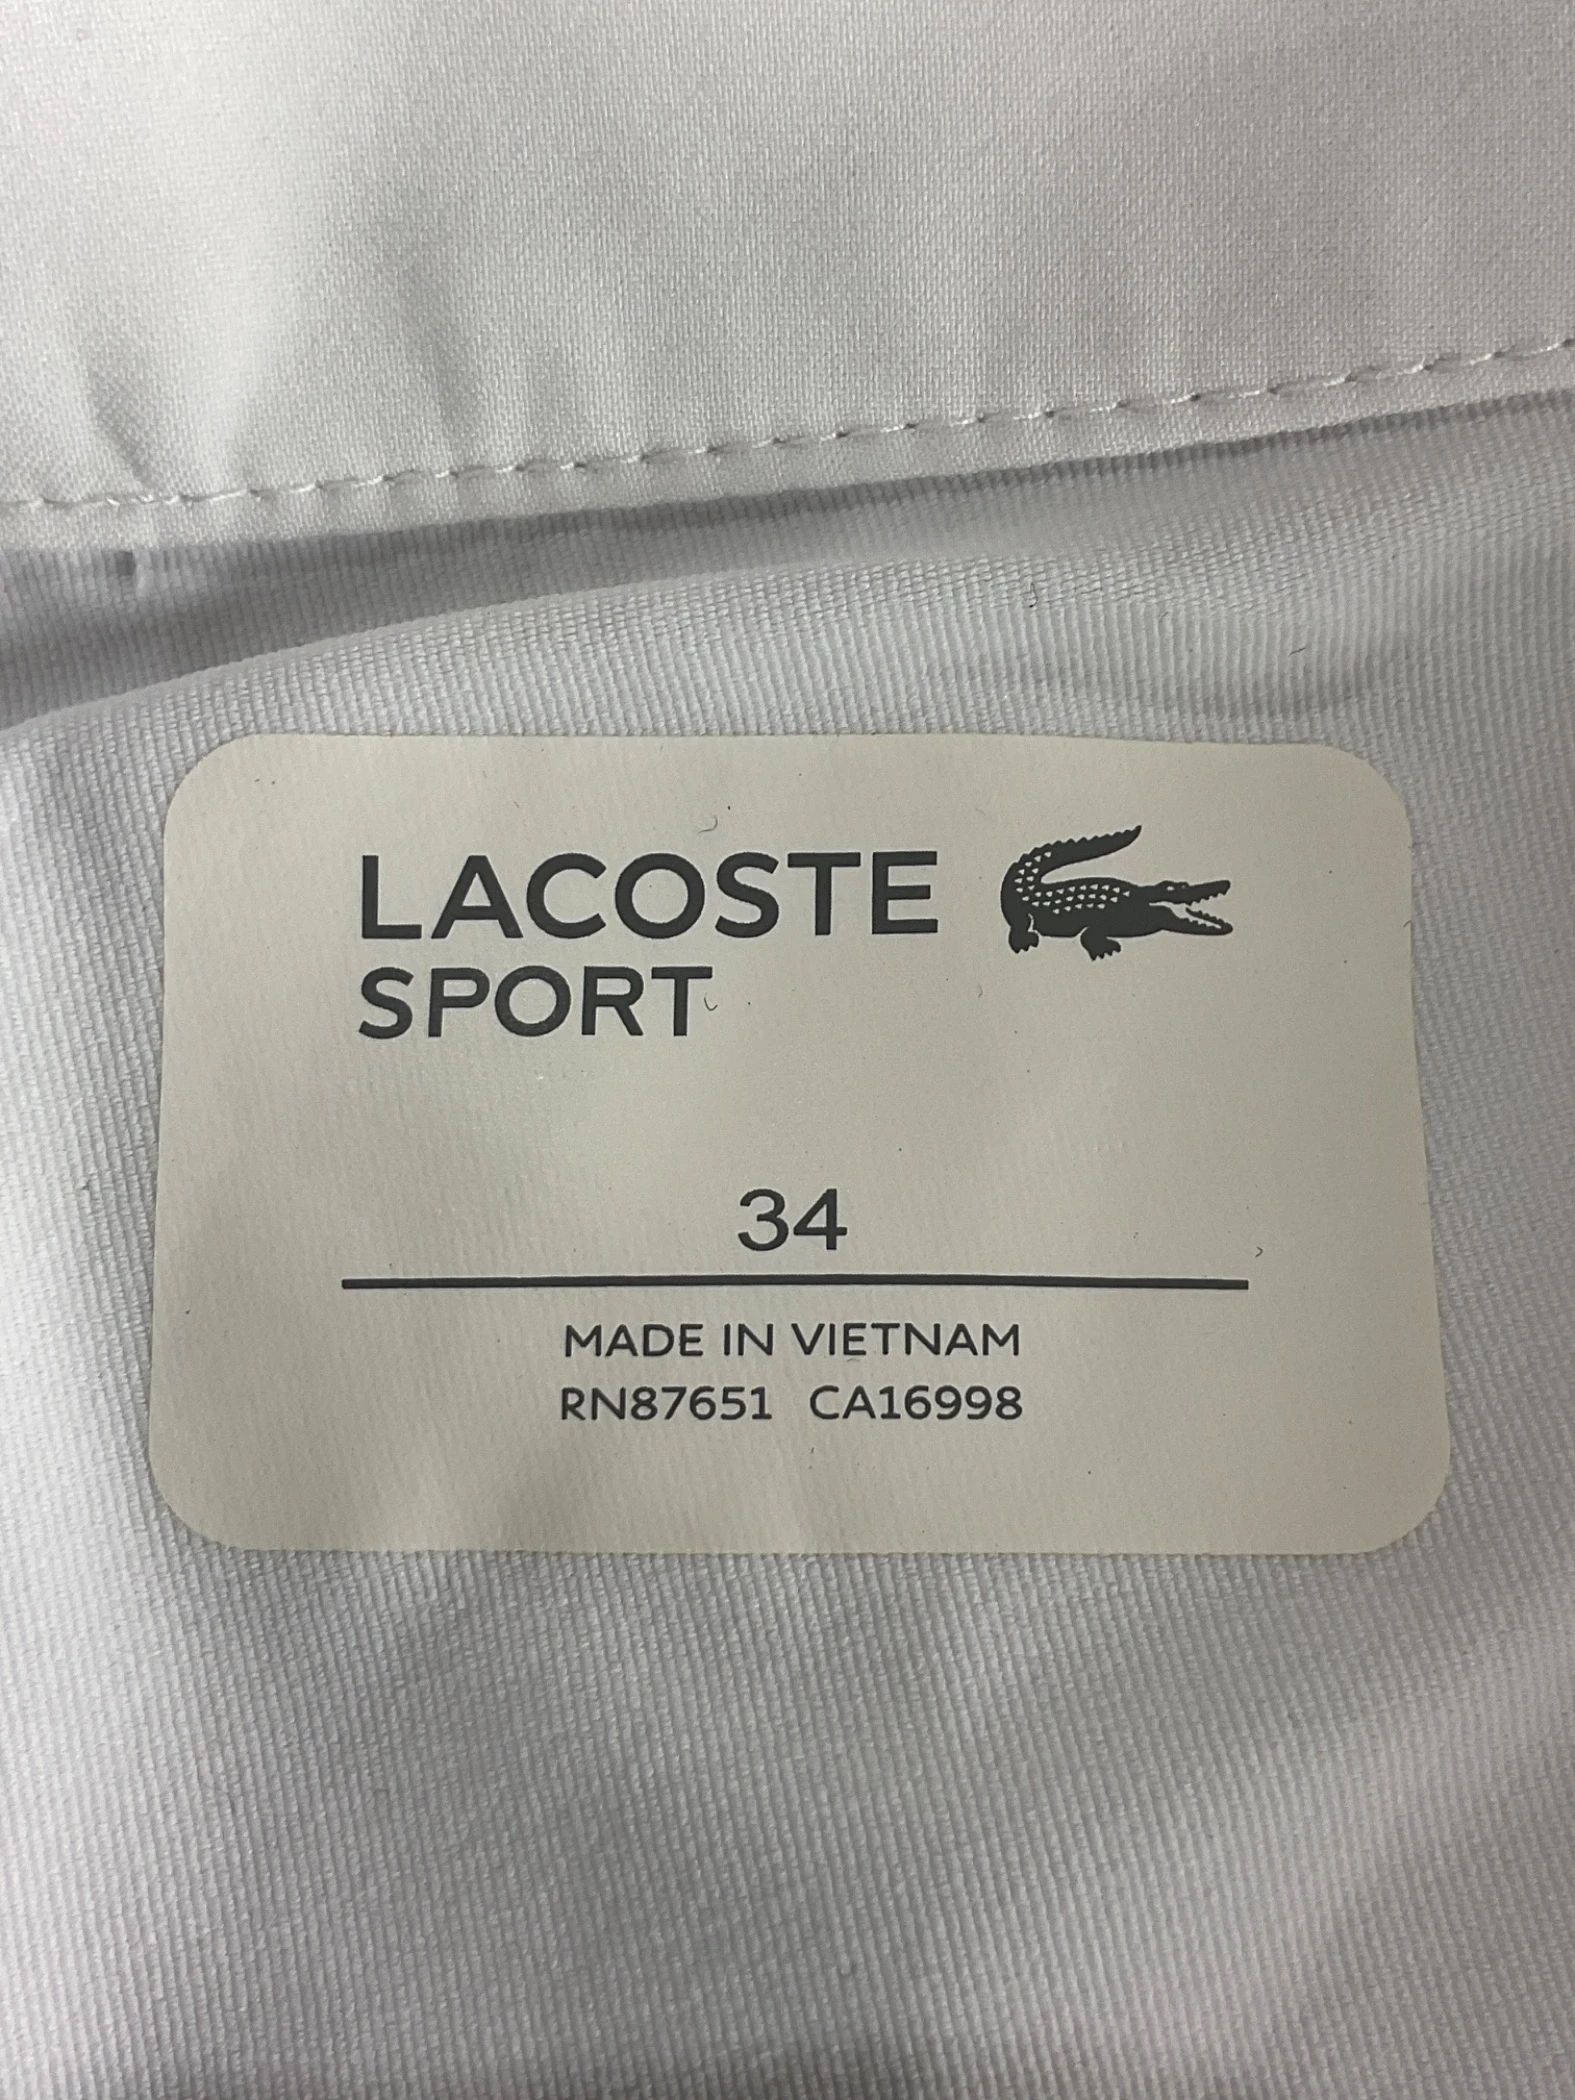 LACOSTE
SPORT
34
MADE IN VIETNAM
RN87651 CA16998